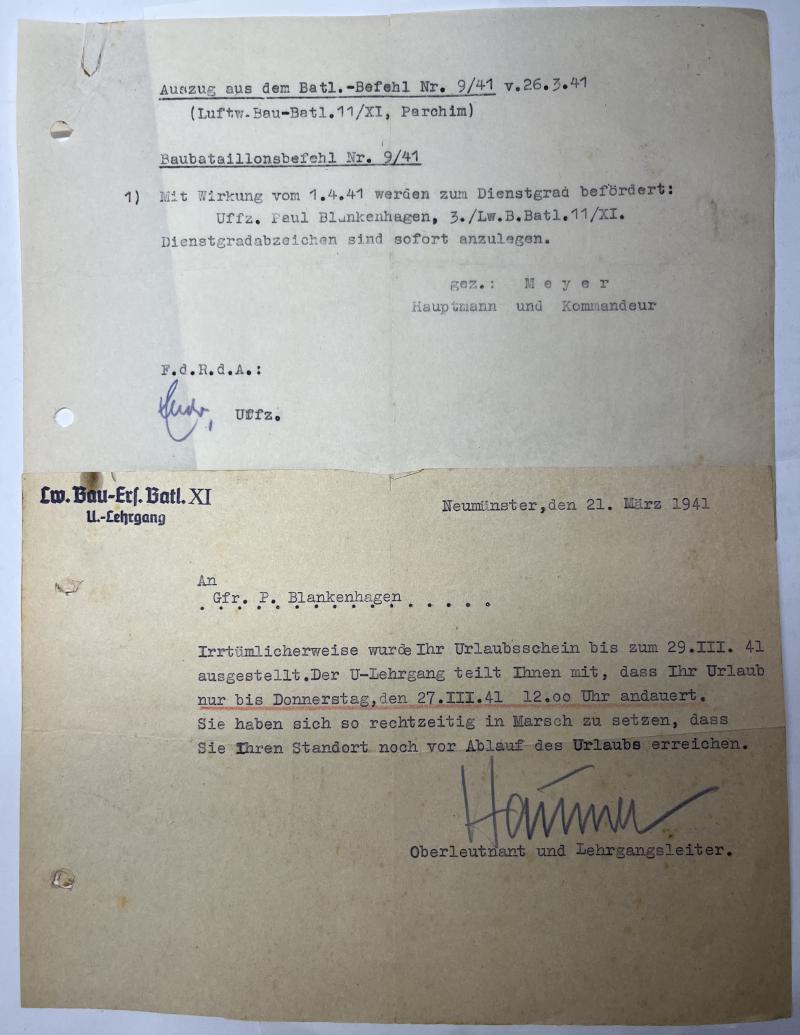 Auszug aus dem Batl.-Befehl Nr. 9/41 v.26.3.41
(Luftw.Bau-Batl.11/XI, Parchim)
Baubataillonsbefehl Nr. 9/41
1) Mit Wirkung vom 1.4.41 werden zum Dienstgrad befördert:
Uffz. Paul Blankenhagen, 3./Lw.B.Batl.11/XI.
Dienstgradabzeichen sind sofort anzulegen.
gez.: M e y e r
Hauptmann und Kommandeur
F.d.R.d.A.:
Uffz.
Lw. Bau-Ers. Batl. XI
U.-Lehrgang
Neumünster,den 21. März 1941
An
Gfr. P. Blankenhagen
Irrtümlicherweise wurde Ihr Urlaubsschein bis zum 29.III. 41
ausgestellt.Der U-Lehrgang teilt Ihnen mit, dass Ihr Urlaub
nur bis Donnerstag,den 27.III.41 12.oo Uhr andauert.
Sie haben sich so rechtzeitig in Marsch zu setzen, dass
Sie Ihren Standort noch vor Ablauf des Urlaubs erreichen.
Oberleutnant und Lehrgangsleiter.